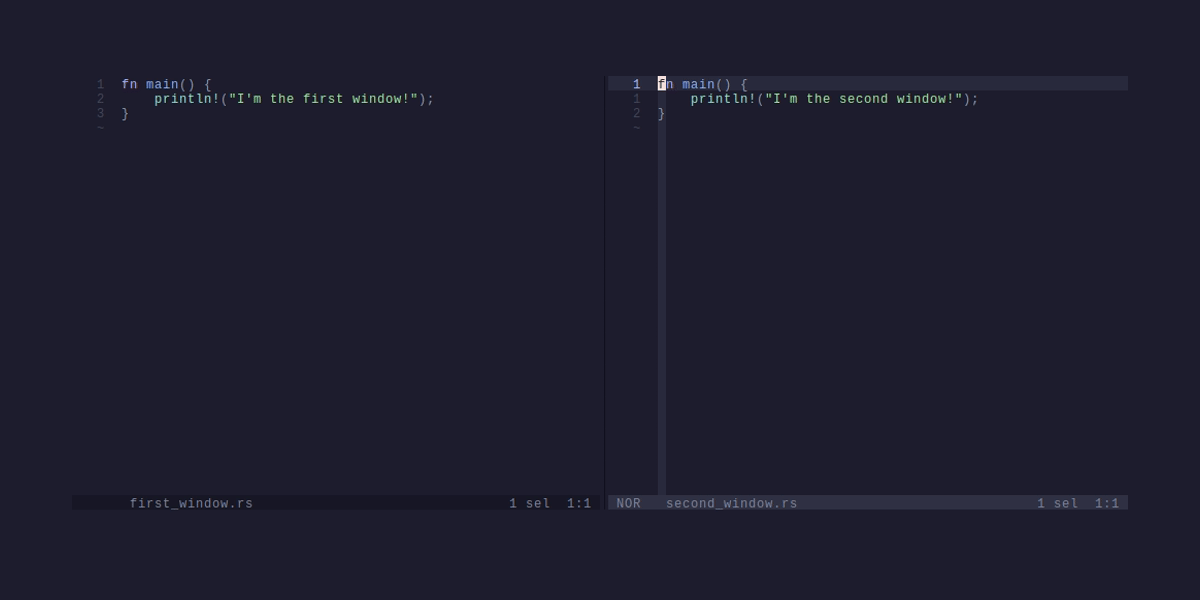 1 fn main() {
2     println!("I'm the first window!");
3 }
~
first_window.rs 1 sel 1:1
1 fn main() {
1     println!("I'm the second window!");
2 }
~
NOR second_window.rs 1 sel 1:1